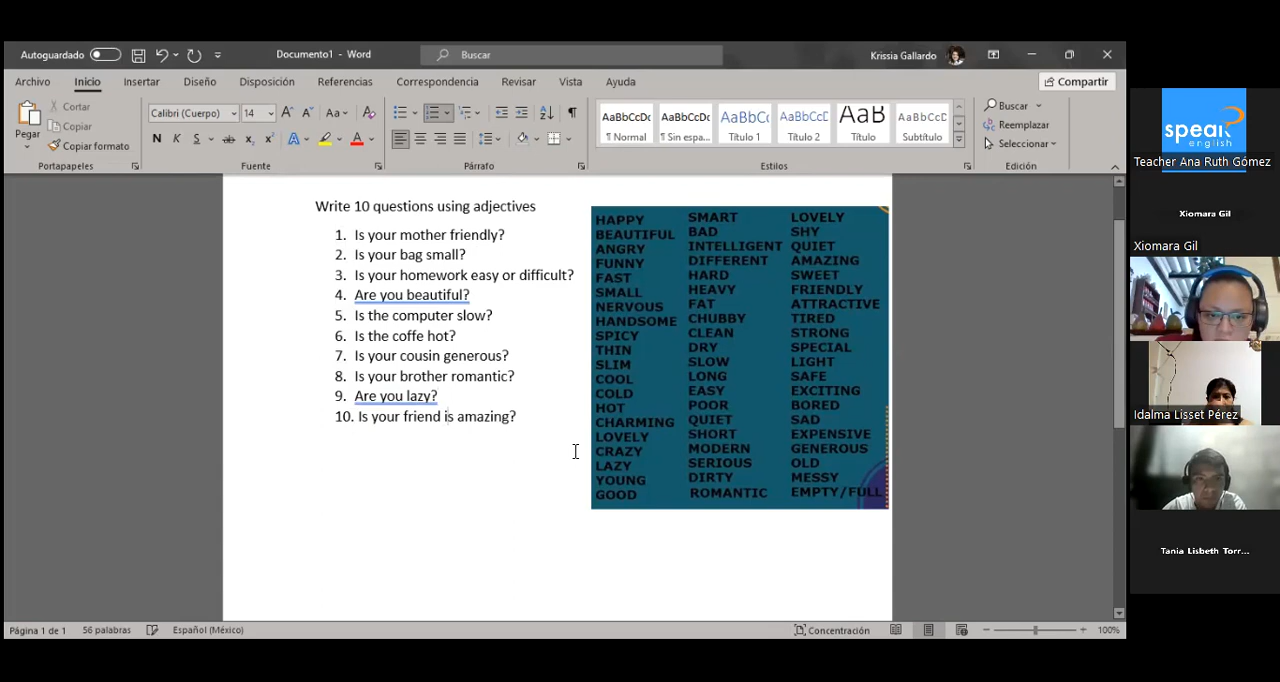 Autoguardado
Documento1 - Word
Buscar
Krissia Gallardo
Archivo Inicio Insertar Diseño Disposición Referencias Correspondencia Revisar Vista Ayuda
Compartir
Pegar
Cortar
Copiar
Copiar formato
Portapapeles
Calibri (Cuerpo) 14
Aa
N K S ab x₂ x² A A
Fuente
Párrafo
AaBbCcDc AaBbCcDc AaBbCc AaBbCcD AaB AaBbCcD
¶ Normal ¶ Sin espa... Título 1 Título 2 Título Subtítulo
Estilos
Buscar
Reemplazar
Seleccionar
Edición
Write 10 questions using adjectives
1. Is your mother friendly?
2. Is your bag small?
3. Is your homework easy or difficult?
4. Are you beautiful?
5. Is the computer slow?
6. Is the coffe hot?
7. Is your cousin generous?
8. Is your brother romantic?
9. Are you lazy?
10. Is your friend is amazing?
HAPPY
BEAUTIFUL
ANGRY
FUNNY
FAST
SMALL
NERVOUS
HANDSOME
SPICY
THIN
SLIM
COOL
COLD
HOT
CHARMING
LOVELY
CRAZY
LAZY
YOUNG
GOOD
SMART
BAD
INTELLIGENT
DIFFERENT
HARD
HEAVY
FAT
CHUBBY
CLEAN
DRY
SLOW
LONG
EASY
POOR
QUIET
SHORT
MODERN
SERIOUS
DIRTY
ROMANTIC
LOVELY
SHY
QUIET
AMAZING
SWEET
FRIENDLY
ATTRACTIVE
TIRED
STRONG
SPECIAL
LIGHT
SAFE
EXCITING
BORED
SAD
EXPENSIVE
GENEROUS
OLD
MESSY
EMPTY/FULL
Página 1 de 1 56 palabras Español (México)
Concentración
100%
speak
english
Teacher Ana Ruth Gómez
Xiomara Gil
Xiomara Gil
Idalma Lisset Pérez
Tania Lisbeth Torr...